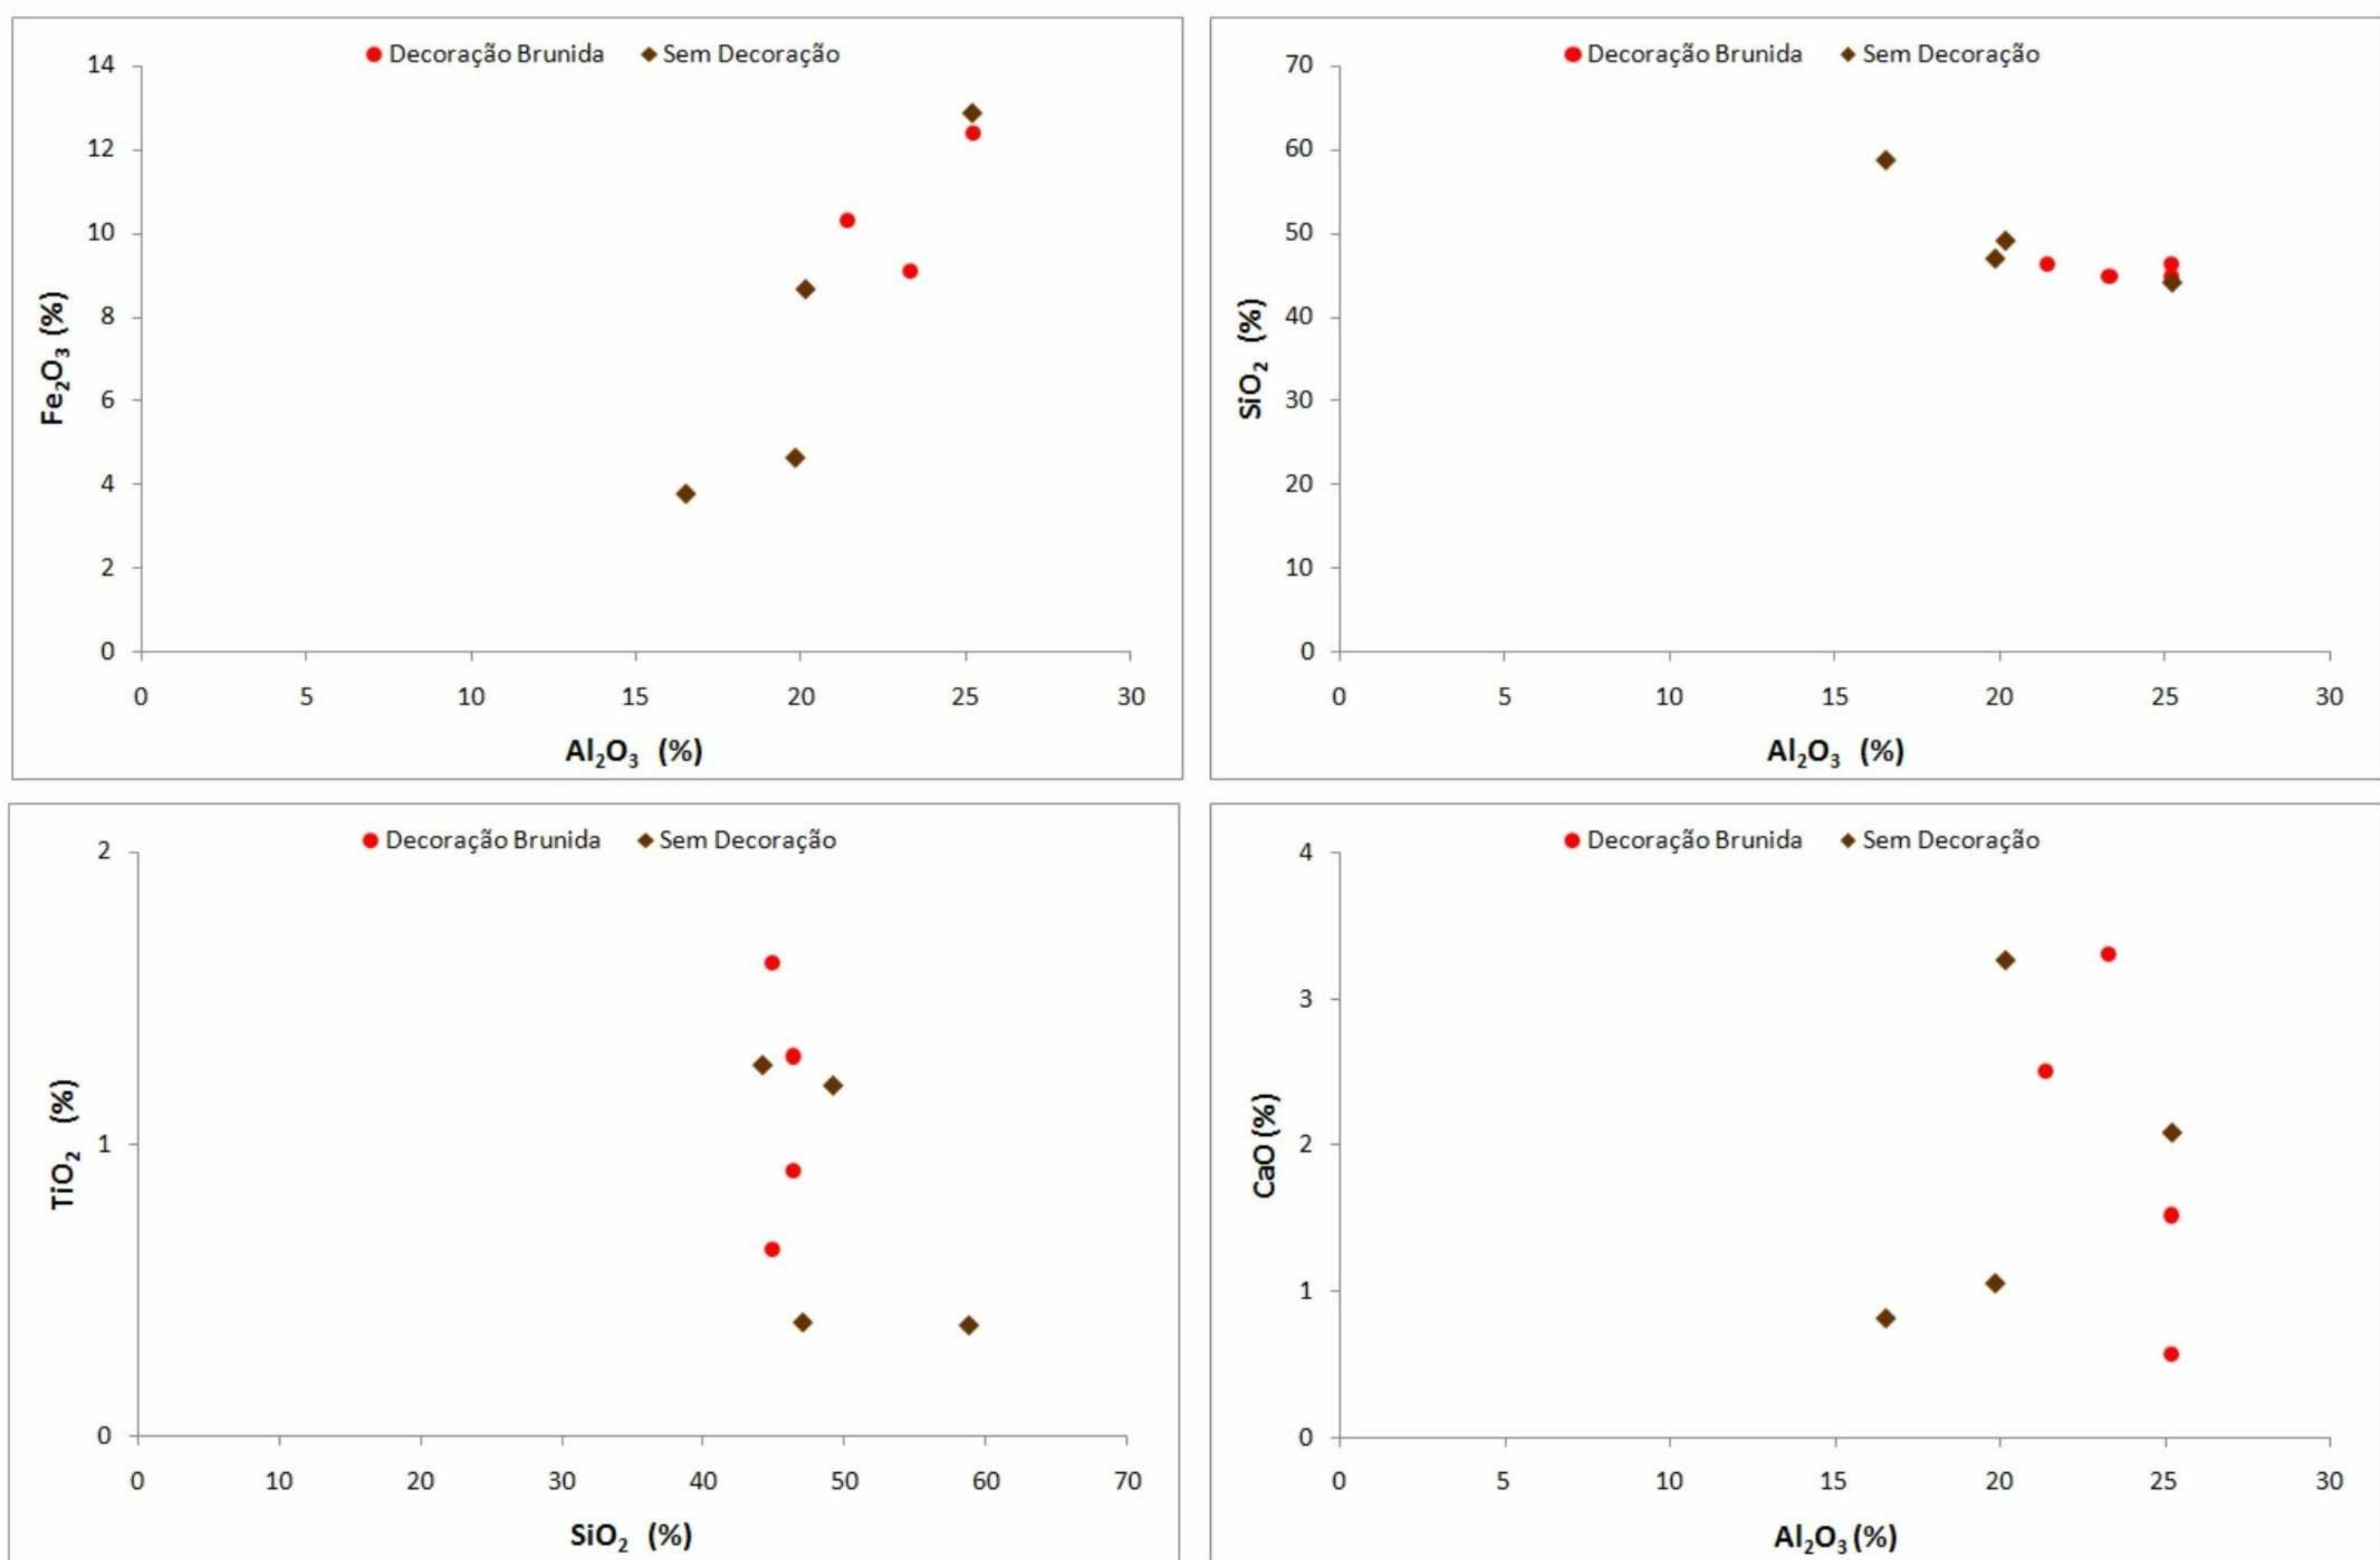 Decoração Brunida Sem Decoração
14
12
10
8
6
4
2
0
Fe₂O₃ (%)
0 5 10 15 20 25 30
Al₂O₃ (%)
Decoração Brunida Sem Decoração
70
60
50
40
30
20
10
0
SiO₂ (%)
0 5 10 15 20 25 30
Al₂O₃ (%)
Decoração Brunida Sem Decoração
2
1
0
TiO₂ (%)
0 10 20 30 40 50 60 70
SiO₂ (%)
Decoração Brunida Sem Decoração
4
3
2
1
0
CaO (%)
0 5 10 15 20 25 30
Al₂O₃ (%)